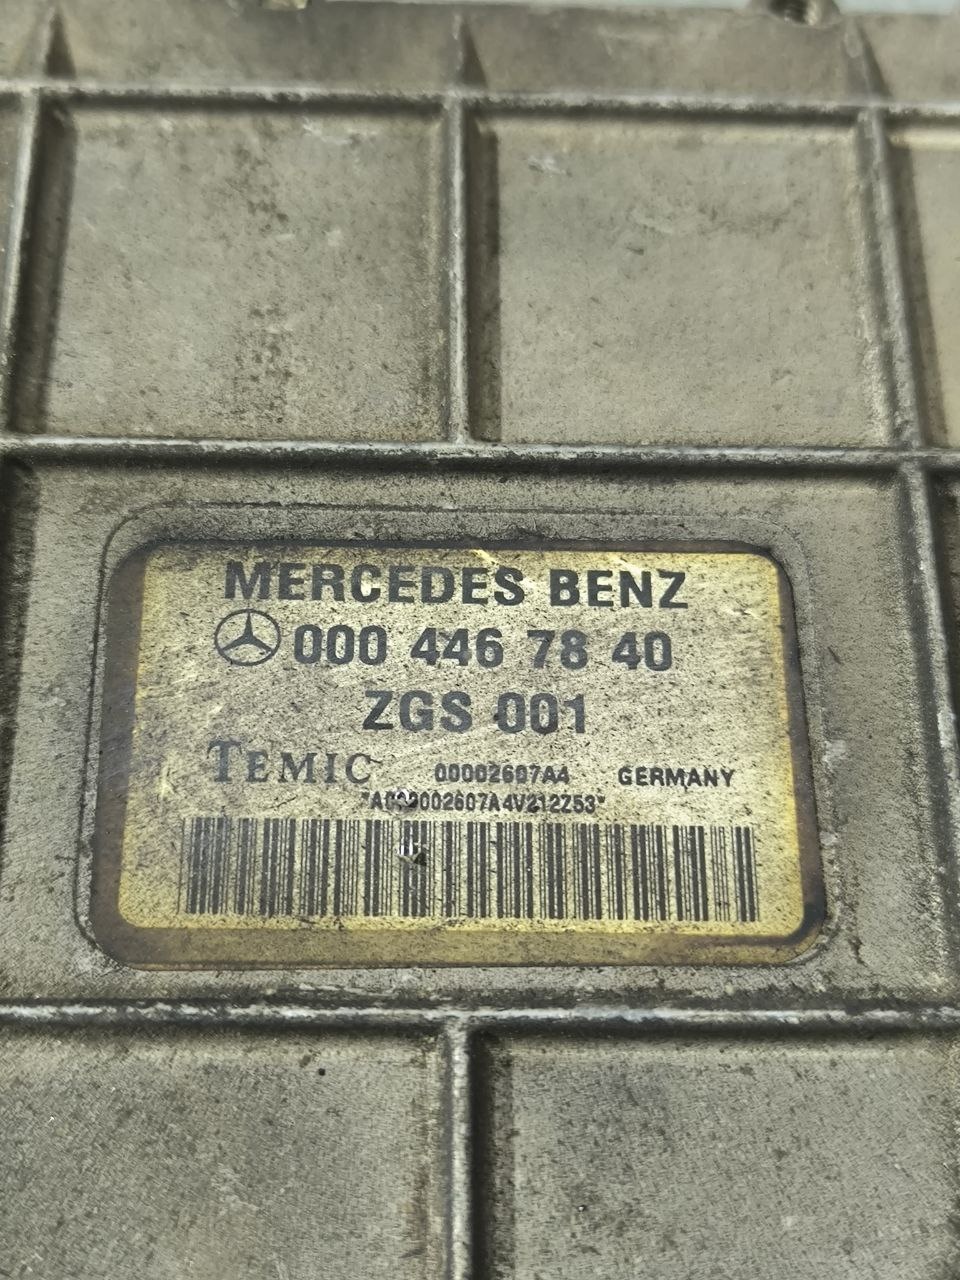 MERCEDES BENZ
000 446 78 40
ZGS 001
TEMIC 00002607A4 GERMANY